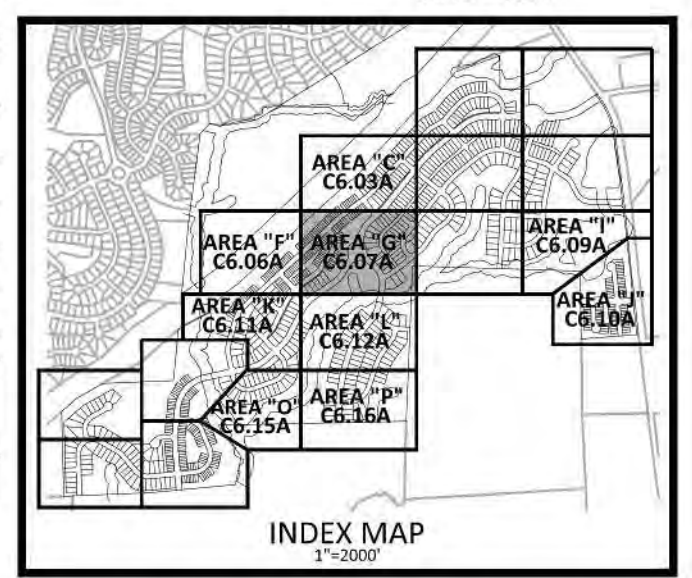 AREA "C"
C6.03A
AREA "F"
C6.06A
AREA "G"
C6.07A
AREA "I"
C6.09A
AREA "J"
C6.10A
AREA "K"
C6.11A
AREA "L"
C6.12A
AREA "O"
C6.15A
AREA "P"
C6.16A
INDEX MAP
1"=2000'